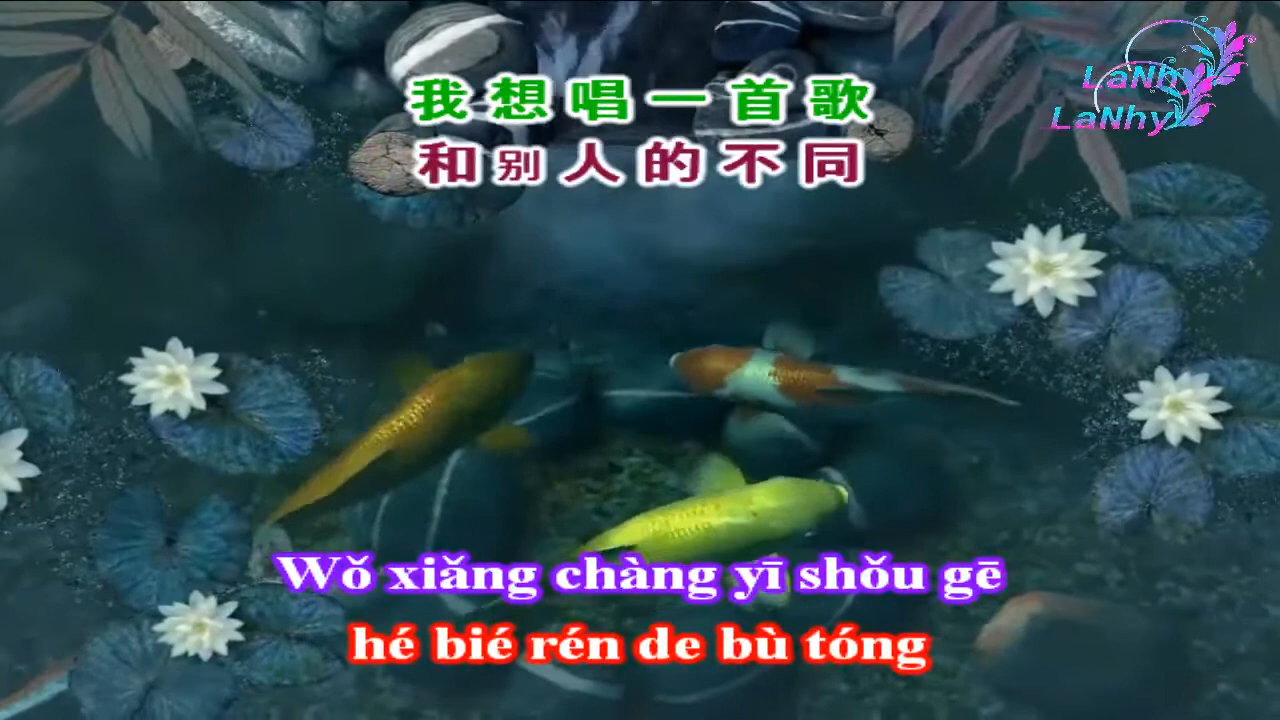 LaNhy
LaNhy
我想唱一首歌
和别人的不同
Wǒ xiǎng chàng yī shǒu gē
hé bié rén de bù tóng